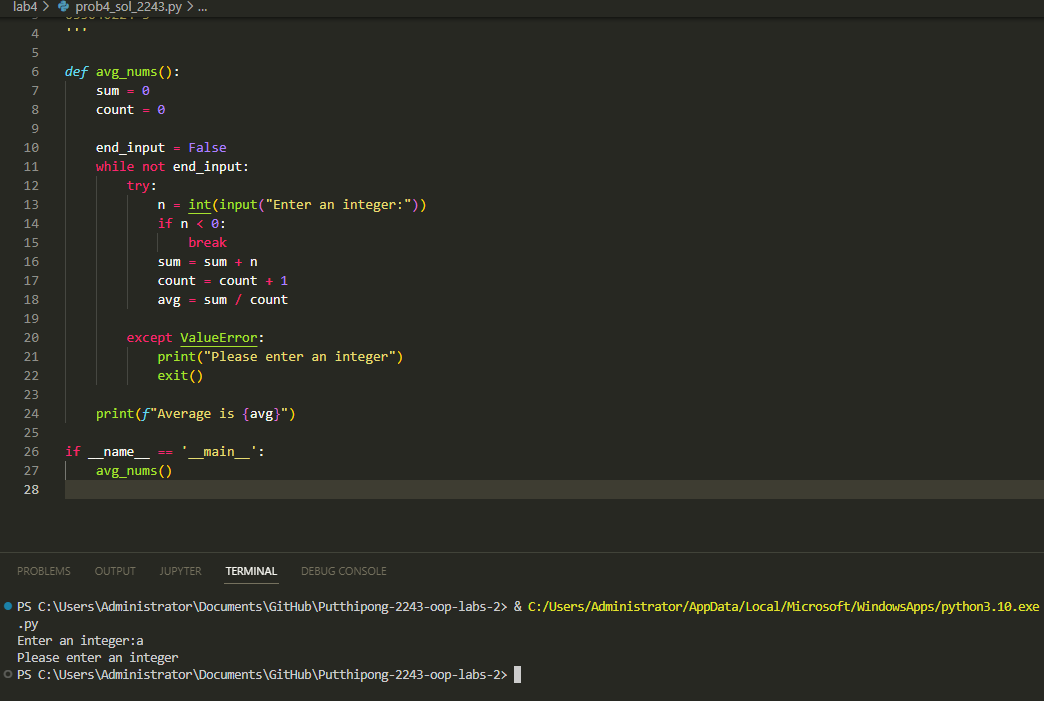 lab4 > prob4_sol_2243.py > ...
4 '''
5
6 def avg_nums():
7 sum = 0
8 count = 0
9
10 end_input = False
11 while not end_input:
12 try:
13 n = int(input("Enter an integer:"))
14 if n < 0:
15 break
16 sum = sum + n
17 count = count + 1
18 avg = sum / count
19
20 except ValueError:
21 print("Please enter an integer")
22 exit()
23
24 print(f"Average is {avg}")
25
26 if __name__ == '__main__':
27 avg_nums()
28
PROBLEMS OUTPUT JUPYTER TERMINAL DEBUG CONSOLE
PS C:\Users\Administrator\Documents\GitHub\Putthipong-2243-oop-labs-2> & C:/Users/Administrator/AppData/Local/Microsoft/WindowsApps/python3.10.exe
.py
Enter an integer:a
Please enter an integer
PS C:\Users\Administrator\Documents\GitHub\Putthipong-2243-oop-labs-2>